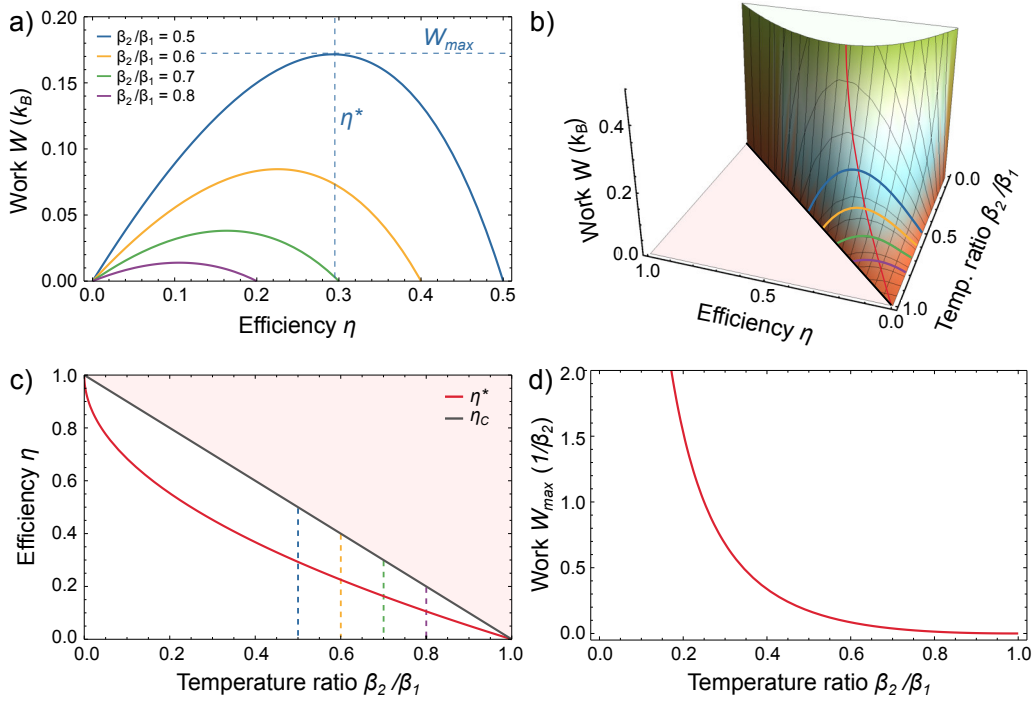 a)
Work W (k_B)
0.20
0.15
0.10
0.05
0.00
β₂/β₁ = 0.5
β₂/β₁ = 0.6
β₂/β₁ = 0.7
β₂/β₁ = 0.8
W_max
η*
0.0 0.1 0.2 0.3 0.4 0.5
Efficiency η
b)
Work W (k_B)
0.4
0.2
0.0
1.0 0.5 0.0
Efficiency η
0.0
0.5
1.0
Temp. ratio β₂/β₁
c)
Efficiency η
1.0
0.8
0.6
0.4
0.2
0.0
η*
η_C
0.0 0.2 0.4 0.6 0.8 1.0
Temperature ratio β₂/β₁
d)
Work W_max (1/β₂)
2.0
1.5
1.0
0.5
0.0
0.0 0.2 0.4 0.6 0.8 1.0
Temperature ratio β₂/β₁